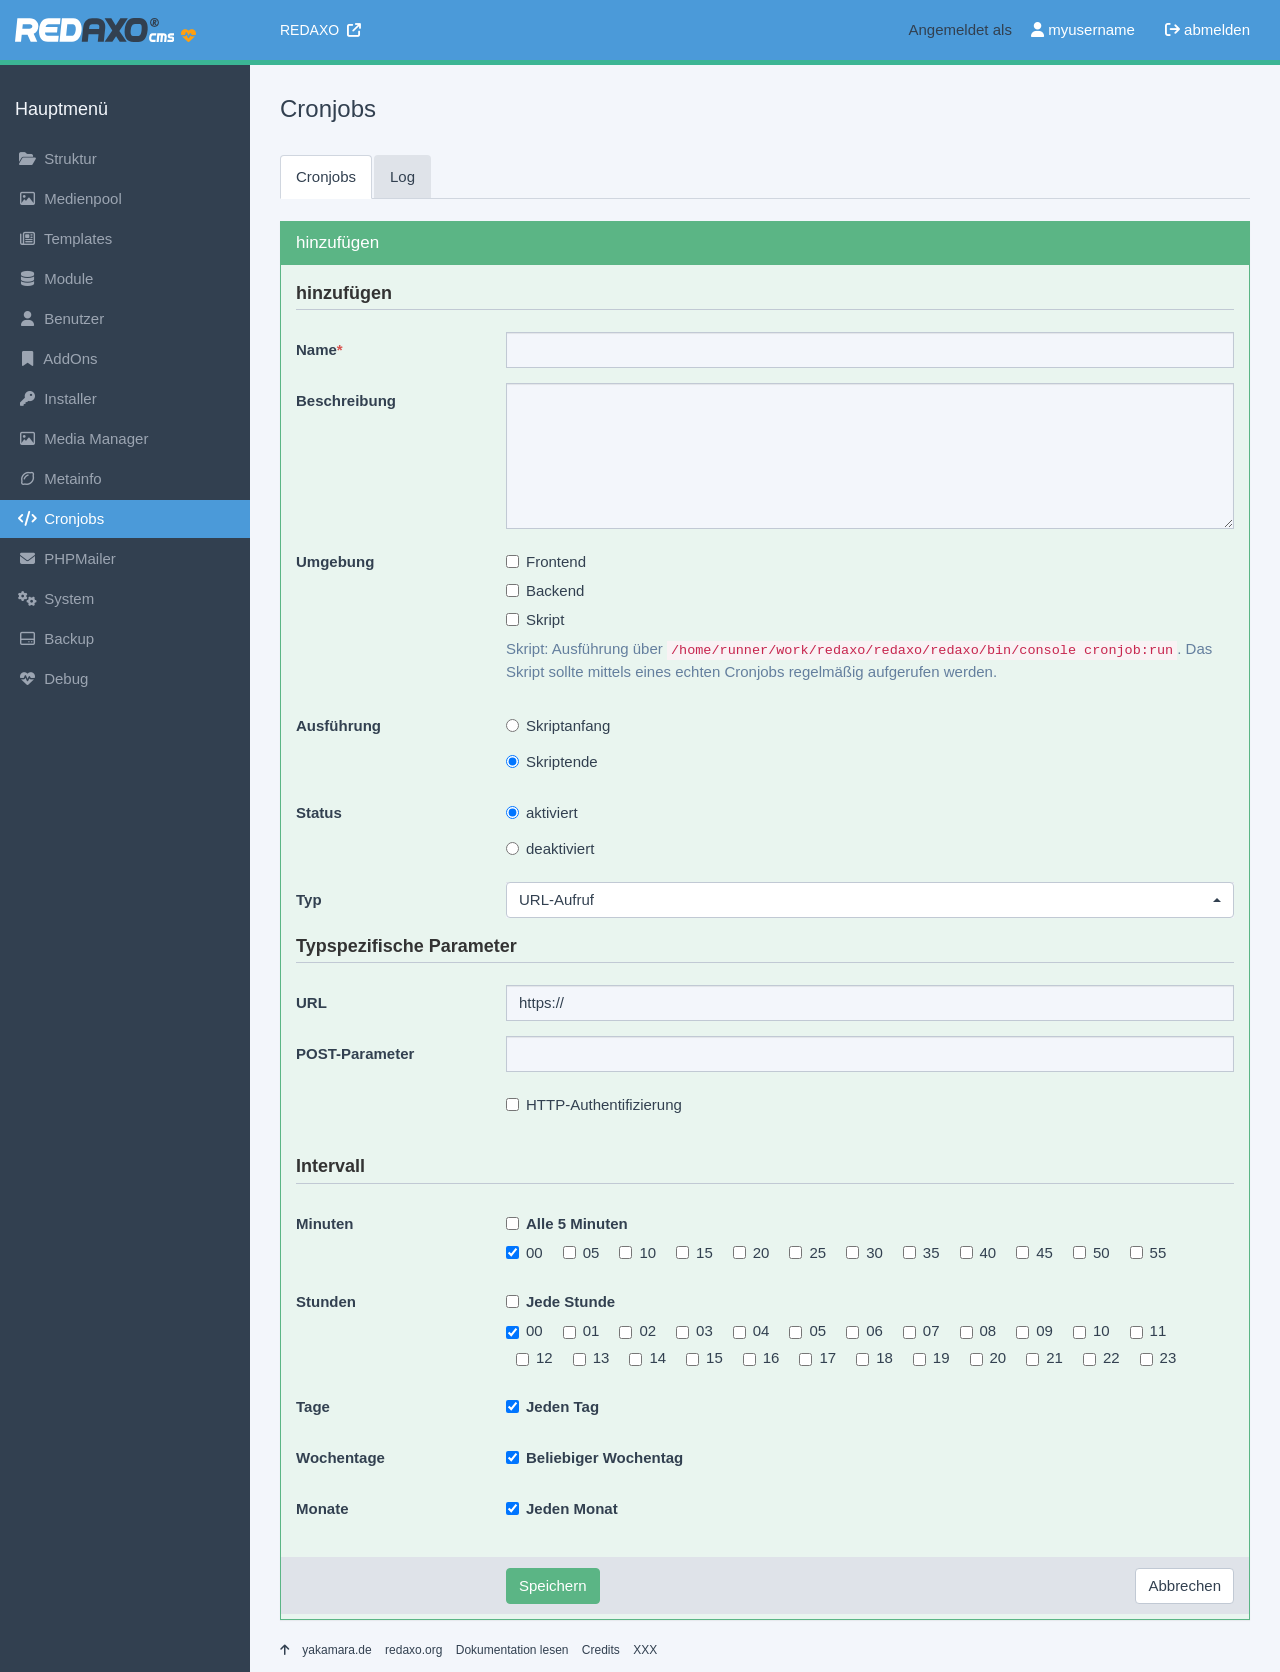 REDAXO® cms
REDAXO
Angemeldet als myusername abmelden
Hauptmenü
Struktur
Medienpool
Templates
Module
Benutzer
AddOns
Installer
Media Manager
Metainfo
Cronjobs
PHPMailer
System
Backup
Debug
Cronjobs
Cronjobs Log
hinzufügen
hinzufügen
Name*
Beschreibung
Umgebung
Frontend
Backend
Skript
Skript: Ausführung über /home/runner/work/redaxo/redaxo/redaxo/bin/console cronjob:run. Das
Skript sollte mittels eines echten Cronjobs regelmäßig aufgerufen werden.
Ausführung
Skriptanfang
Skriptende
Status
aktiviert
deaktiviert
Typ
URL-Aufruf
Typspezifische Parameter
URL
https://
POST-Parameter
HTTP-Authentifizierung
Intervall
Minuten
Alle 5 Minuten
00 05 10 15 20 25 30 35 40 45 50 55
Stunden
Jede Stunde
00 01 02 03 04 05 06 07 08 09 10 11
12 13 14 15 16 17 18 19 20 21 22 23
Tage
Jeden Tag
Wochentage
Beliebiger Wochentag
Monate
Jeden Monat
Speichern
Abbrechen
yakamara.de redaxo.org Dokumentation lesen Credits XXX